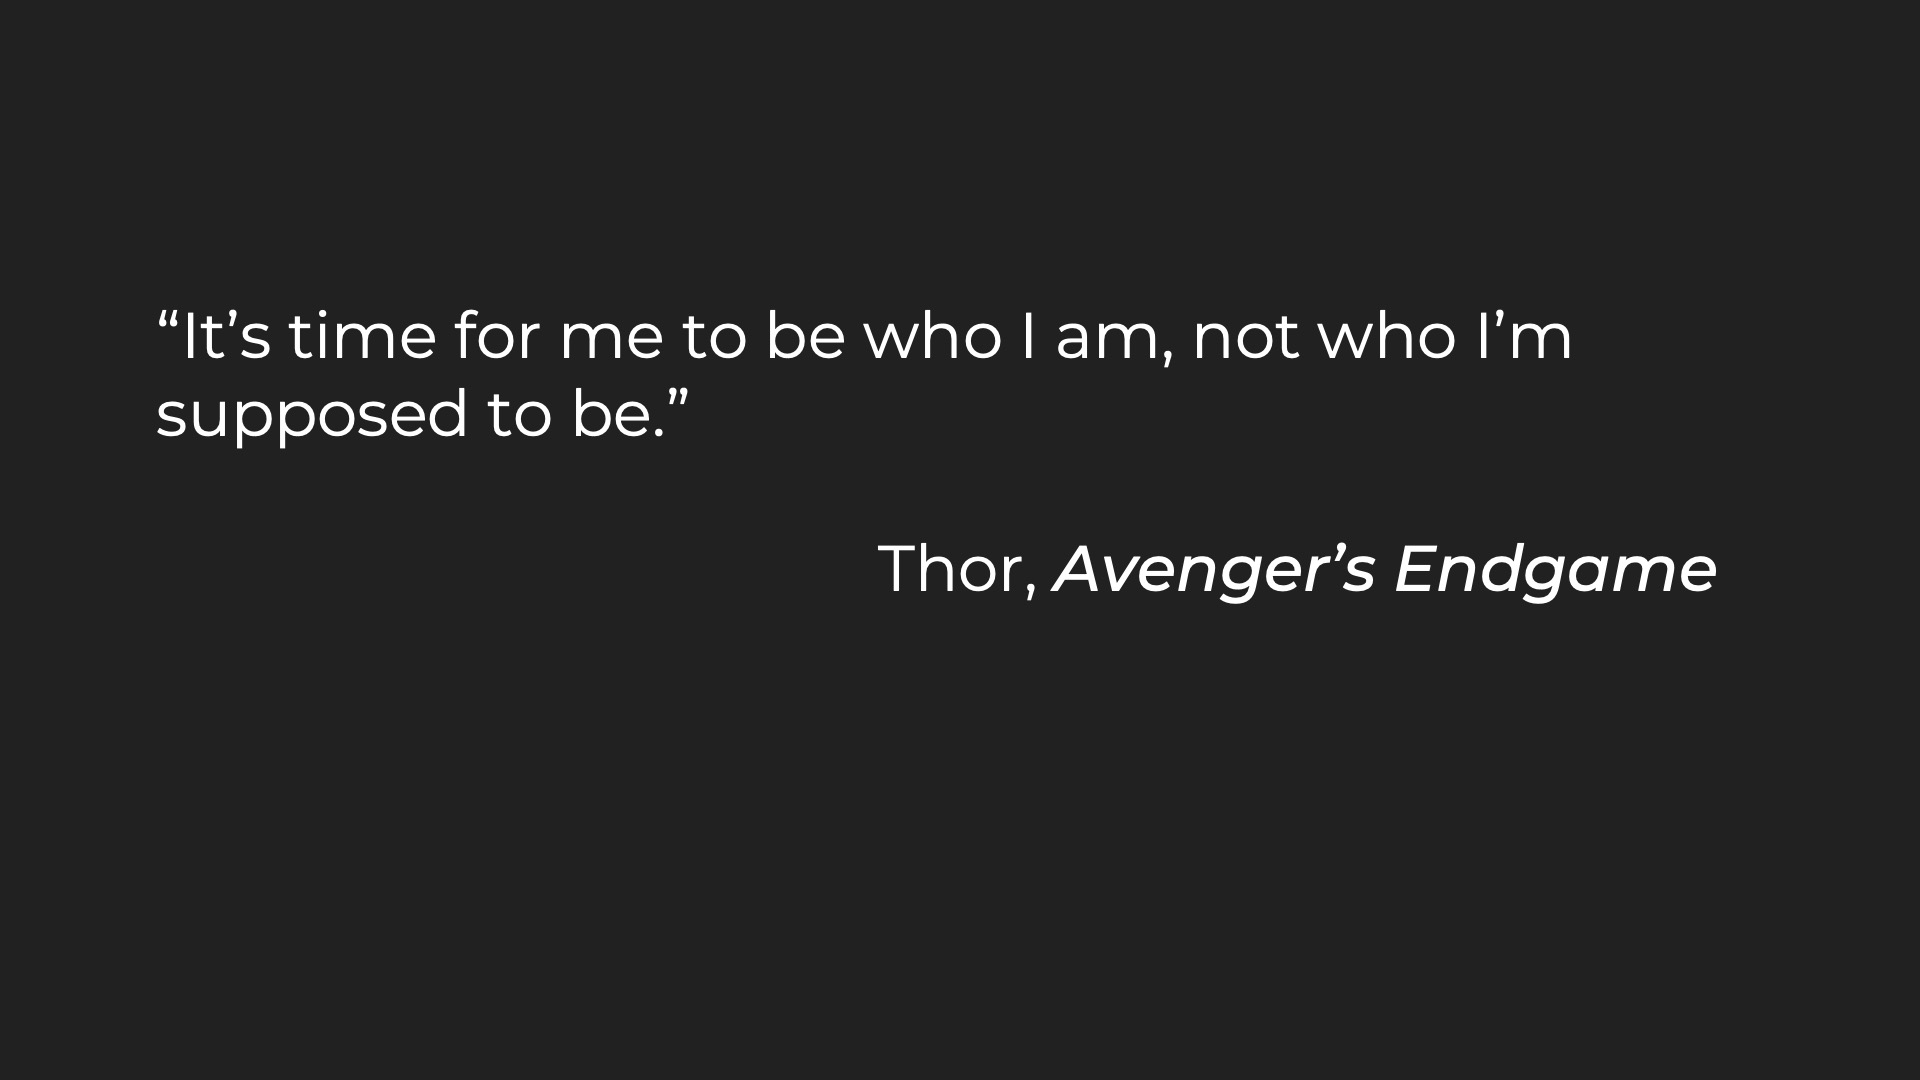 “It’s time for me to be who I am, not who I’m
supposed to be.”
Thor, Avenger’s Endgame